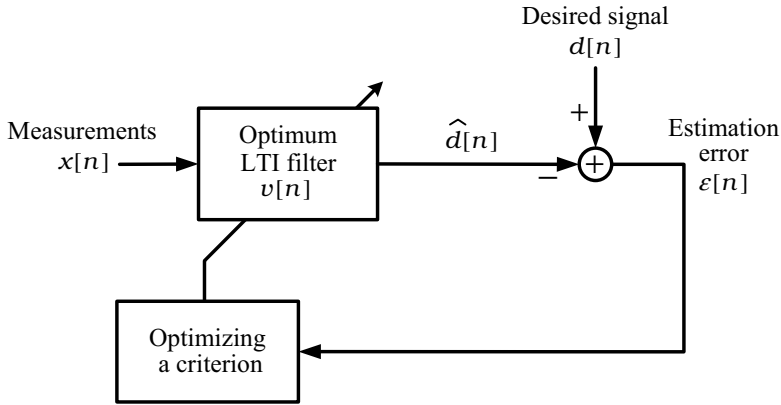 Desired signal
d[n]
Measurements
x[n]
Optimum
LTI filter
v[n]
d̂[n]
+
−
+
Estimation
error
ε[n]
Optimizing
a criterion